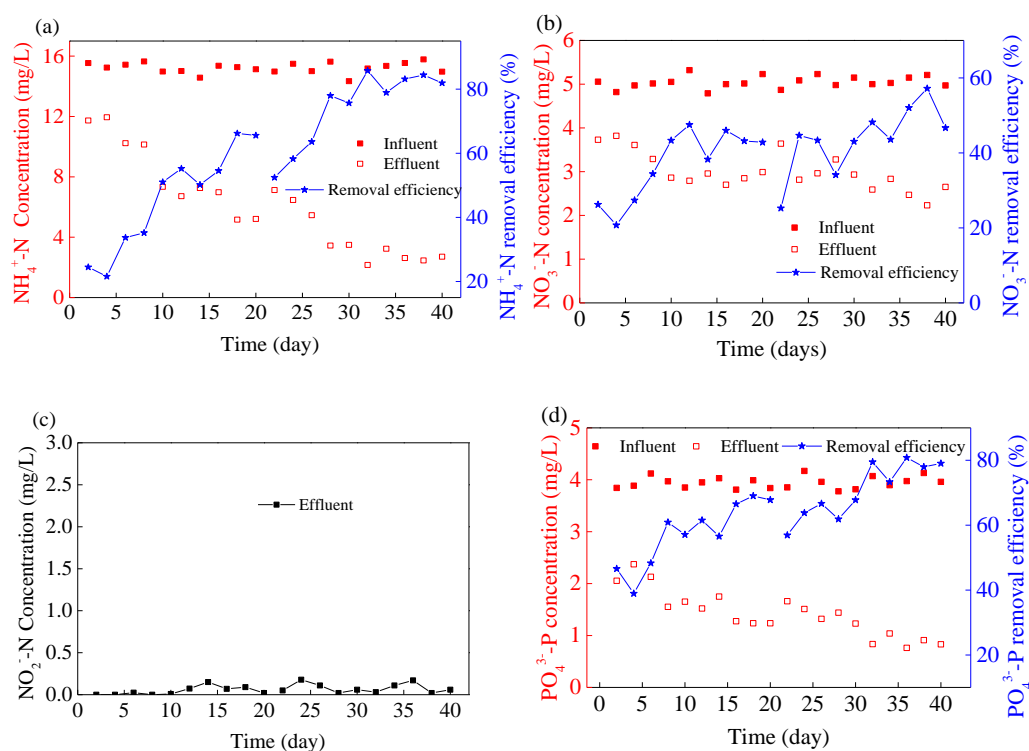 (a)
NH₄⁺-N Concentration (mg/L)
16
12
8
4
0
Influent
Effluent
Removal efficiency
80
60
40
20
NH₄⁺-N removal efficiency (%)
0 5 10 15 20 25 30 35 40
Time (day)
(b)
NO₃⁻-N concentration (mg/L)
6
5
4
3
2
1
0
Influent
Effluent
Removal efficiency
60
40
20
0
NO₃⁻-N removal efficiency (%)
0 5 10 15 20 25 30 35 40
Time (days)
(c)
NO₂⁻-N Concentration (mg/L)
3.0
2.5
2.0
1.5
1.0
0.5
0.0
Effluent
0 5 10 15 20 25 30 35 40
Time (day)
(d)
PO₄³⁻-P concentration (mg/L)
5
4
3
2
1
0
Influent Effluent Removal efficiency
80
60
40
20
PO₄³⁻-P removal efficiency (%)
0 5 10 15 20 25 30 35 40
Time (day)